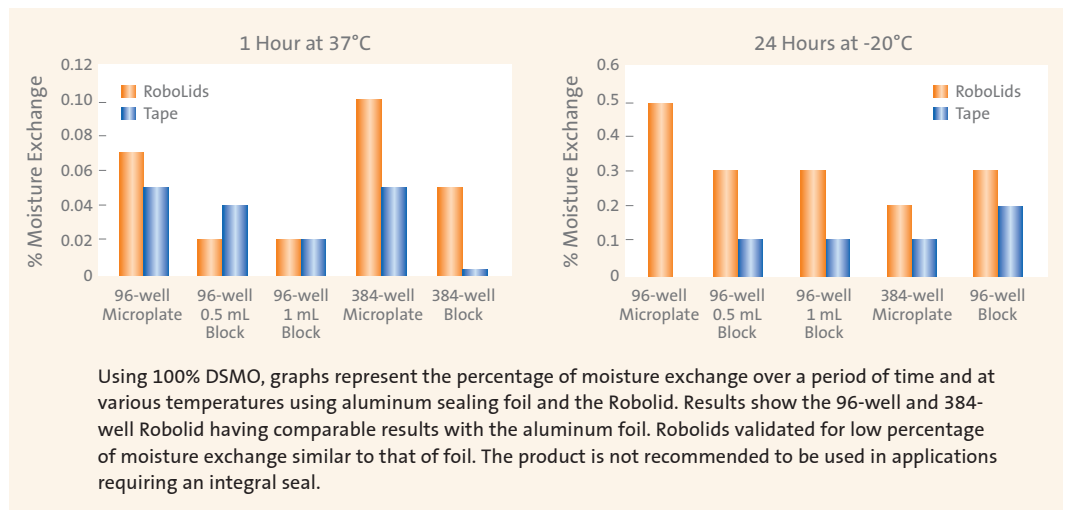 1 Hour at 37°C
% Moisture Exchange
0.12
0.10
0.08
0.06
0.04
0.02
0
RoboLids
Tape
96-well
Microplate
96-well
0.5 mL
Block
96-well
1 mL
Block
384-well
Microplate
384-well
Block
24 Hours at -20°C
% Moisture Exchange
0.6
0.5
0.4
0.3
0.2
0.1
0
RoboLids
Tape
96-well
Microplate
96-well
0.5 mL
Block
96-well
1 mL
Block
384-well
Microplate
96-well
Block
Using 100% DSMO, graphs represent the percentage of moisture exchange over a period of time and at
various temperatures using aluminum sealing foil and the Robolid. Results show the 96-well and 384-
well Robolid having comparable results with the aluminum foil. Robolids validated for low percentage
of moisture exchange similar to that of foil. The product is not recommended to be used in applications
requiring an integral seal.